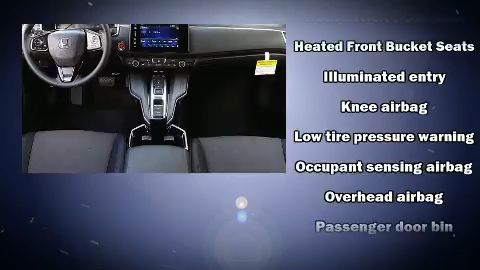 Heated Front Bucket Seats
Illuminated entry
Knee airbag
Low tire pressure warning
Occupant sensing airbag
Overhead airbag
Passenger door bin